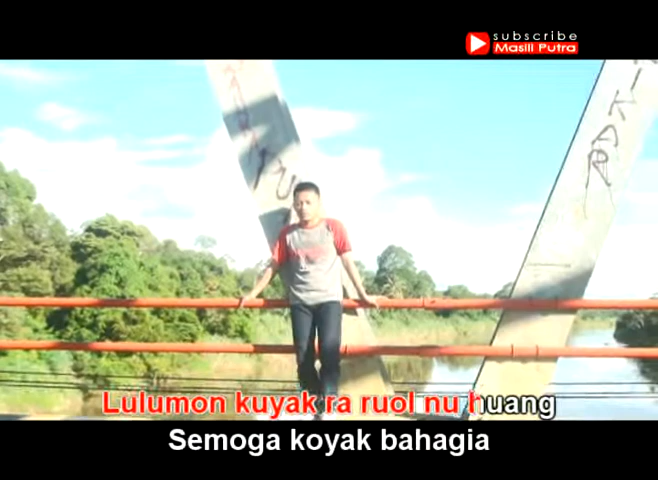 subscribe
Masili Putra
Lulumon kuyak ra ruol nu huang
Semoga koyak bahagia